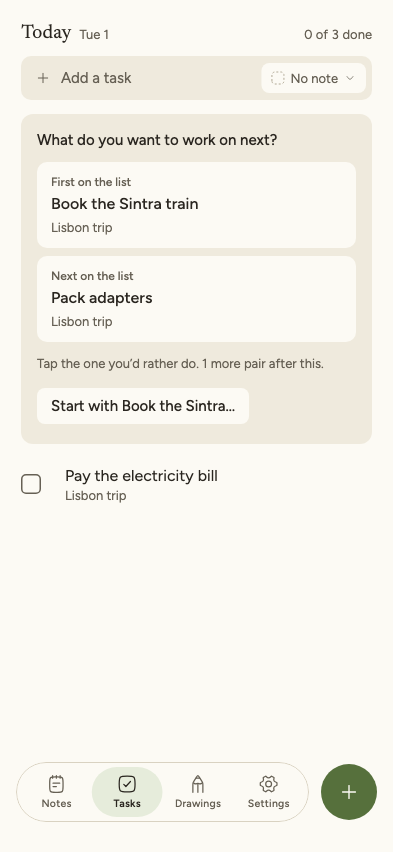 Today Tue 1 0 of 3 done
Add a task No note
What do you want to work on next?
First on the list
Book the Sintra train
Lisbon trip
Next on the list
Pack adapters
Lisbon trip
Tap the one you’d rather do. 1 more pair after this.
Start with Book the Sintra…
Pay the electricity bill
Lisbon trip
Notes Tasks Drawings Settings